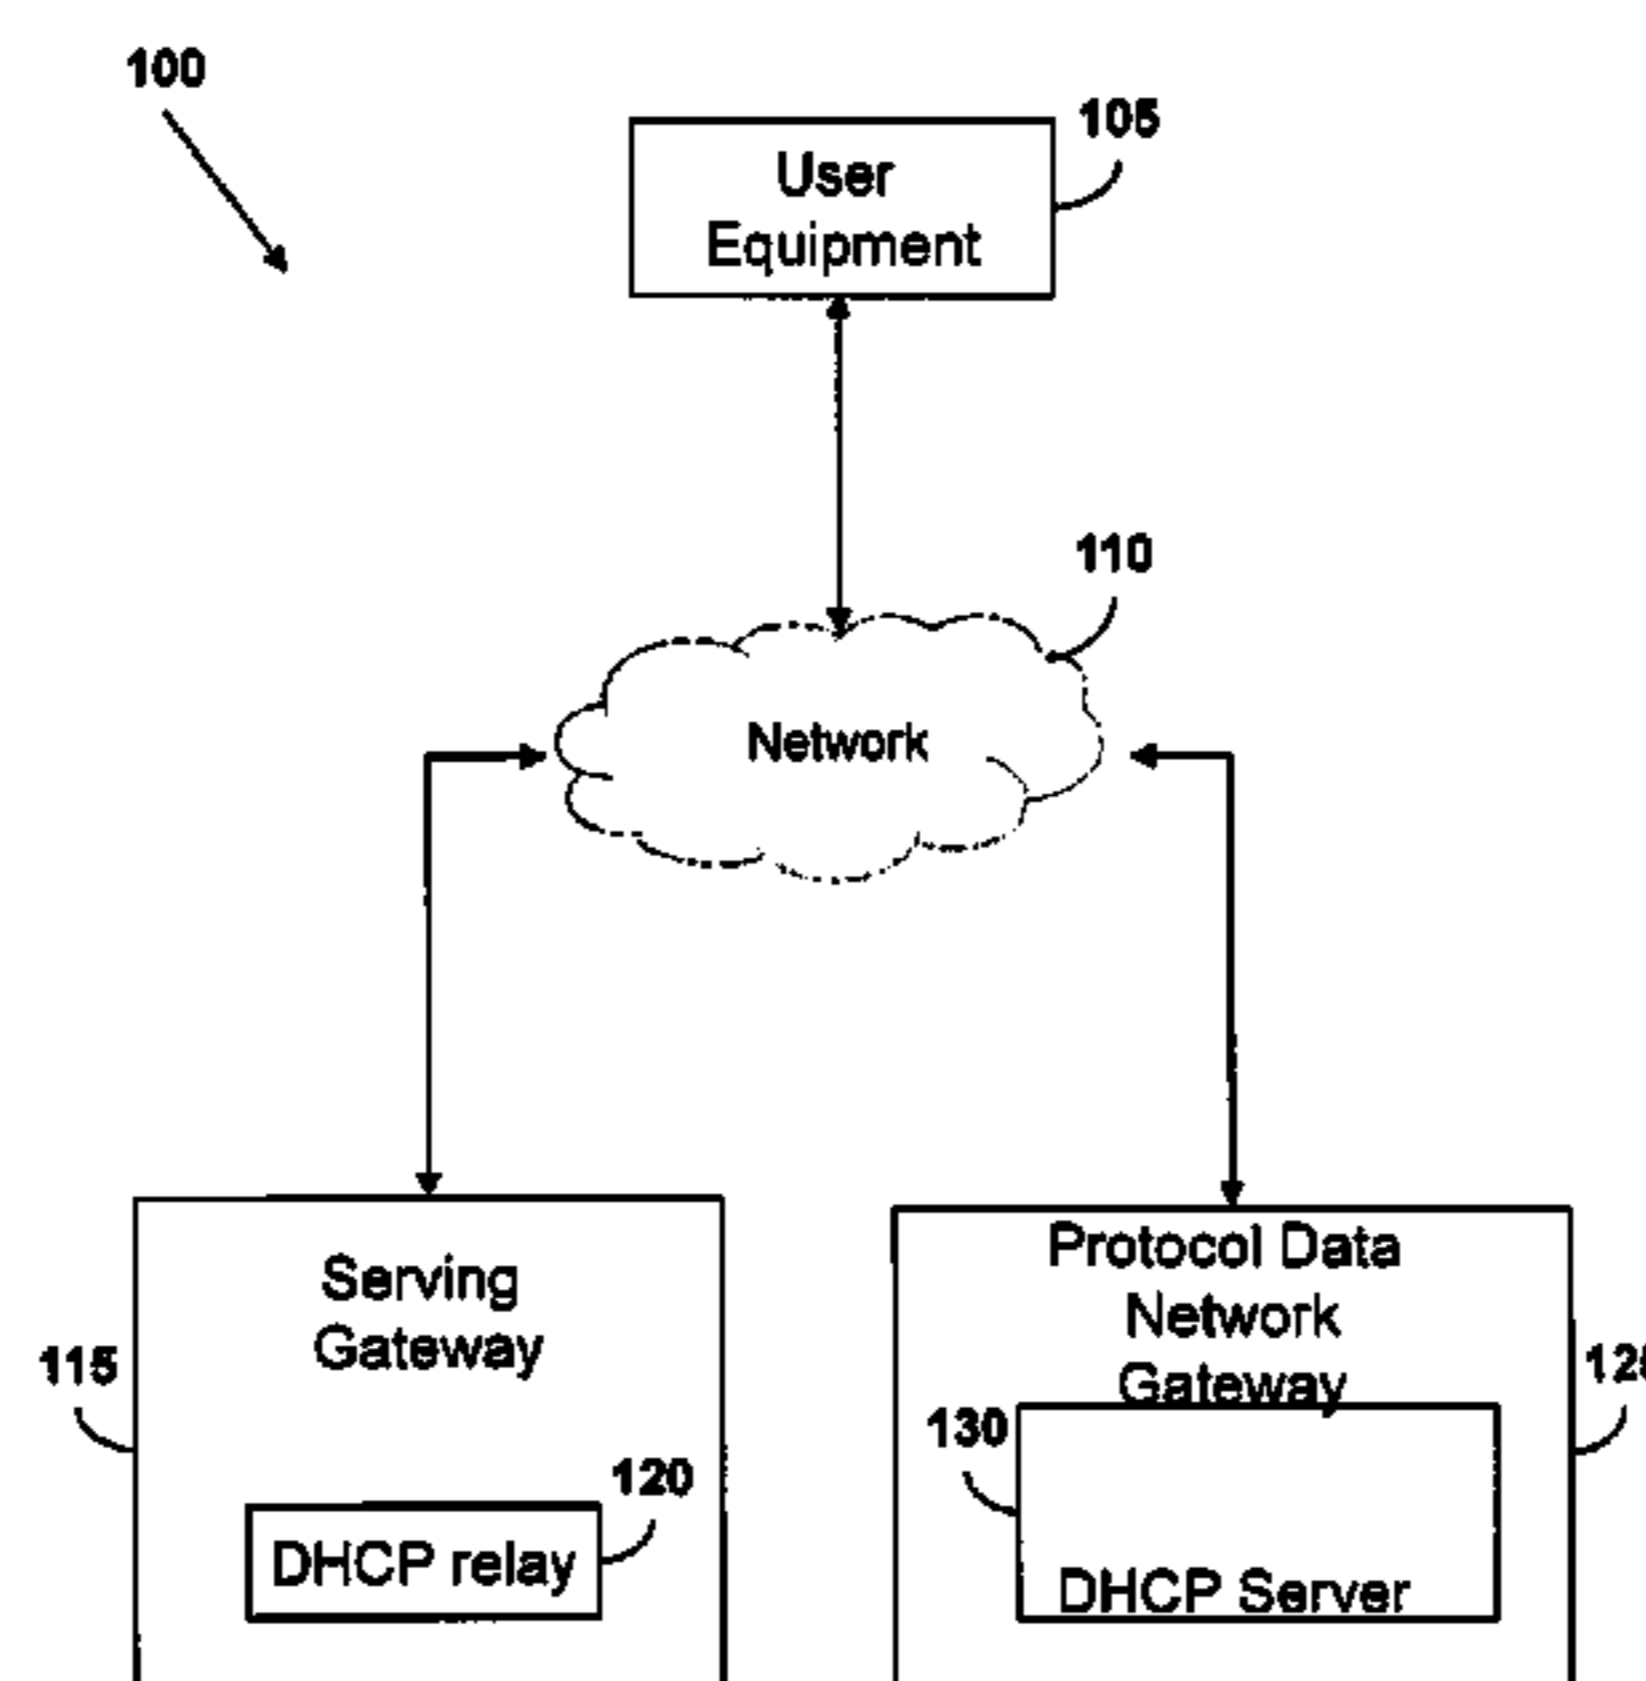 100
105
User
Equipment
110
Network
Serving
Gateway
115
120
DHCP relay
Protocol Data
Network
Gateway
130
DHCP Server